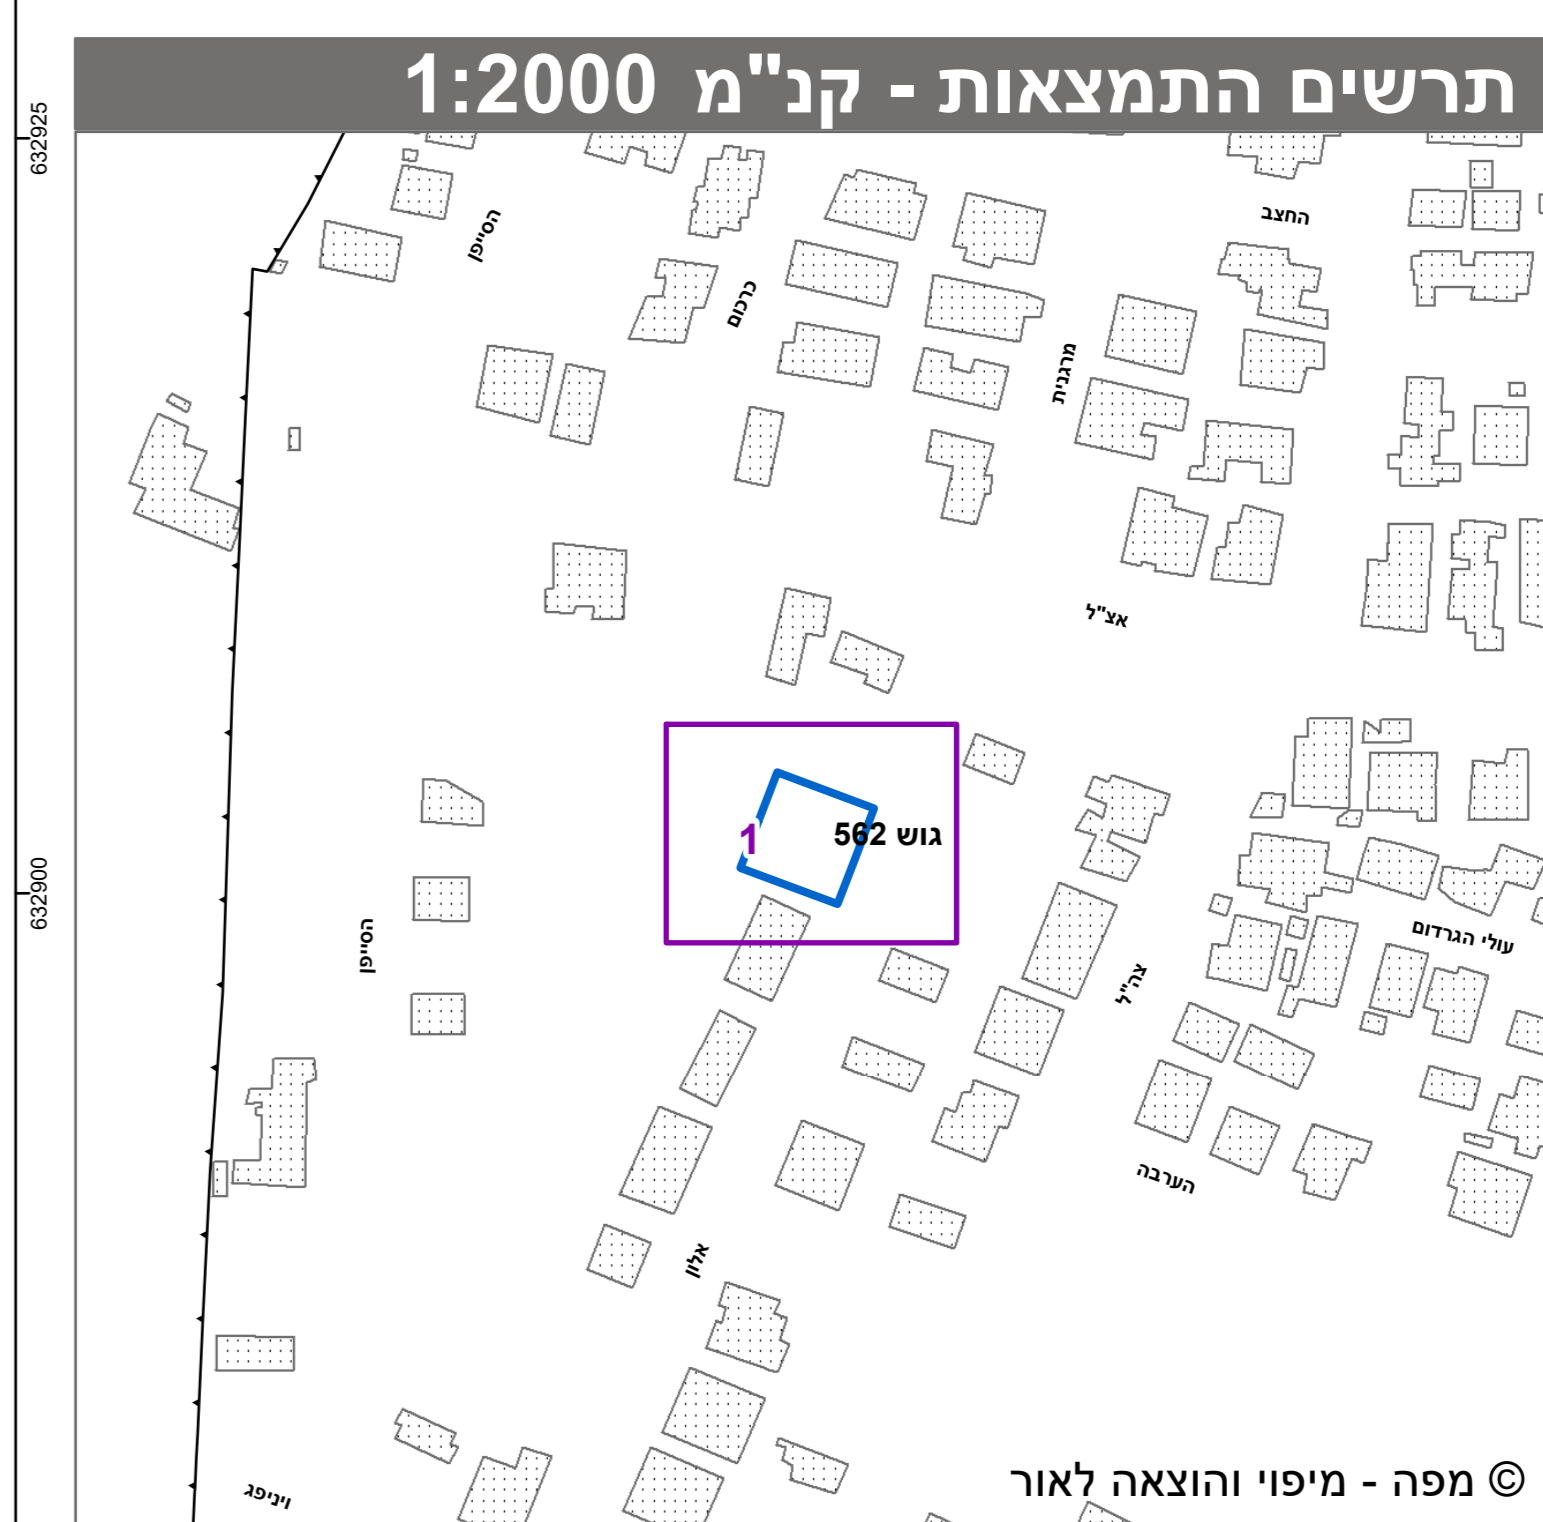 תרשים התמצאות - קנ"מ 1:2000
632925
הסייפן
החצב
כרכום
מרגנית
אצ"ל
1
גוש 562
632900
הסייפן
עולי הגרדום
צה"ל
הערבה
אלון
ויניפג
© מפה - מיפוי והוצאה לאור